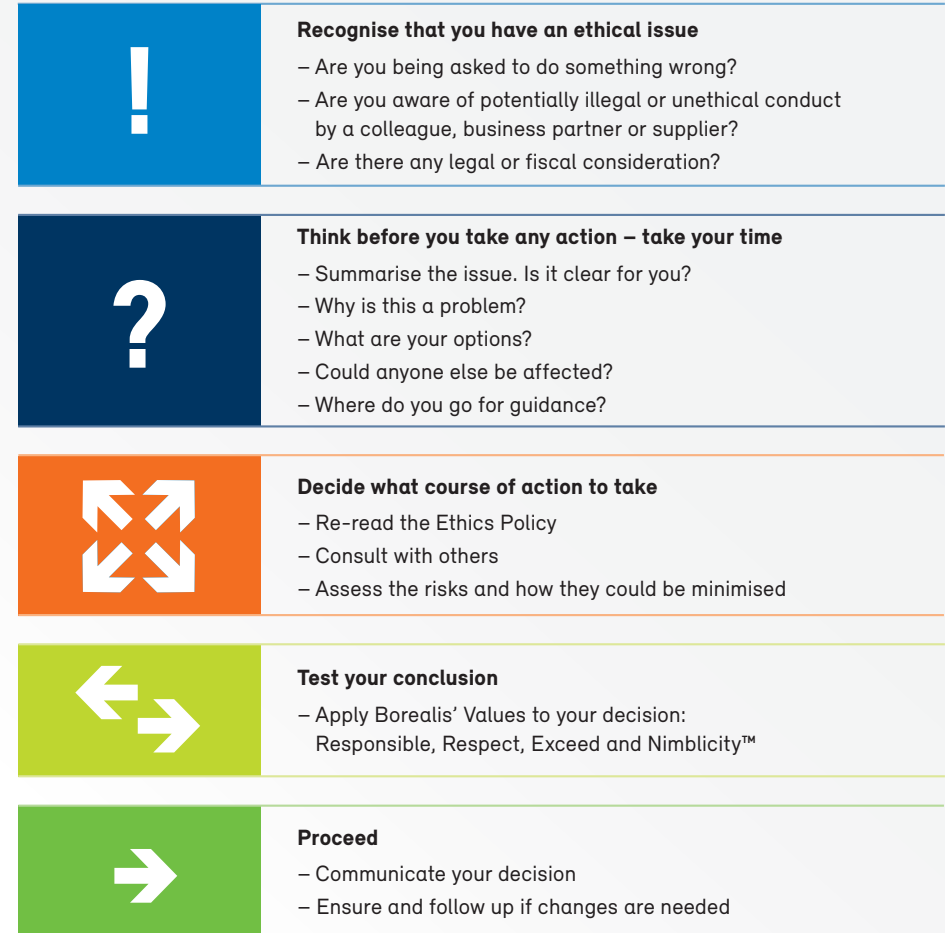 !
Recognise that you have an ethical issue
– Are you being asked to do something wrong?
– Are you aware of potentially illegal or unethical conduct
by a colleague, business partner or supplier?
– Are there any legal or fiscal consideration?
?
Think before you take any action – take your time
– Summarise the issue. Is it clear for you?
– Why is this a problem?
– What are your options?
– Could anyone else be affected?
– Where do you go for guidance?
Decide what course of action to take
– Re-read the Ethics Policy
– Consult with others
– Assess the risks and how they could be minimised
Test your conclusion
– Apply Borealis’ Values to your decision:
Responsible, Respect, Exceed and Nimblicity™
Proceed
– Communicate your decision
– Ensure and follow up if changes are needed